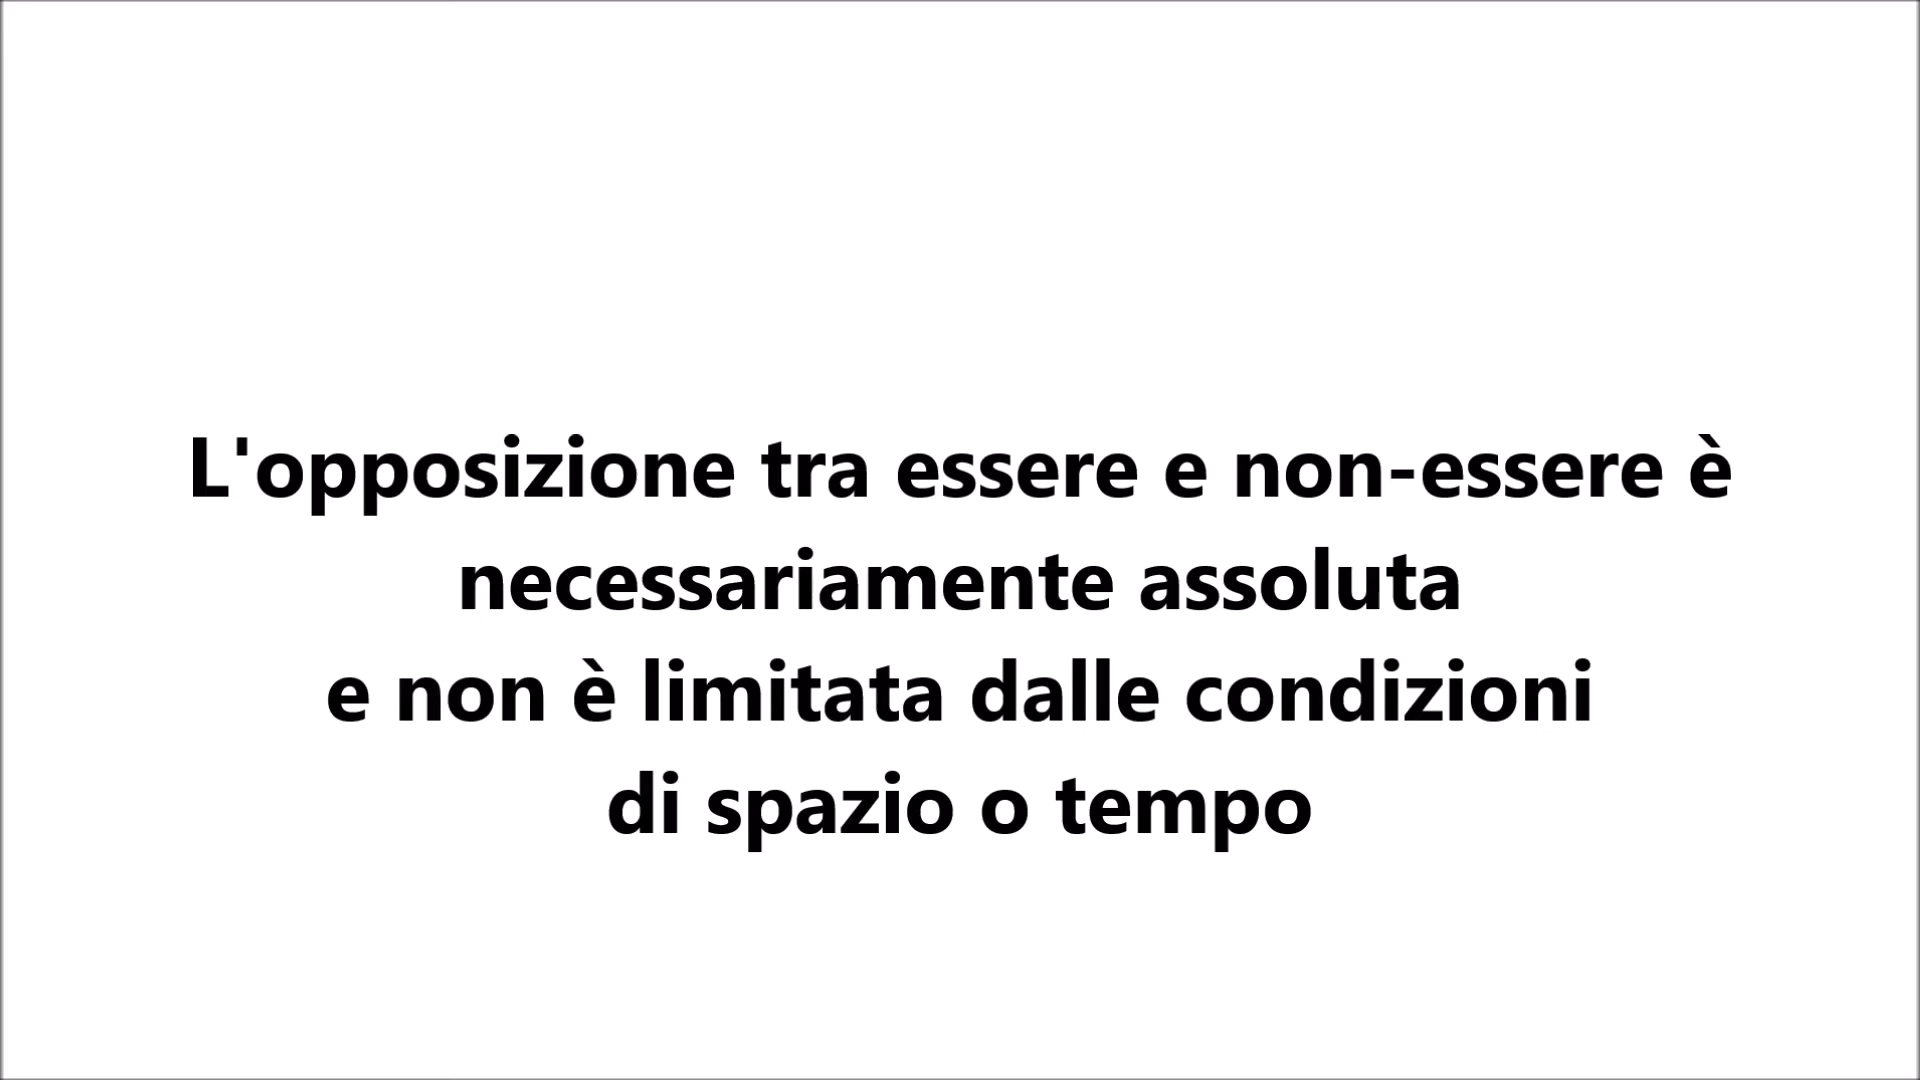 L'opposizione tra essere e non-essere è
necessariamente assoluta
e non è limitata dalle condizioni
di spazio o tempo